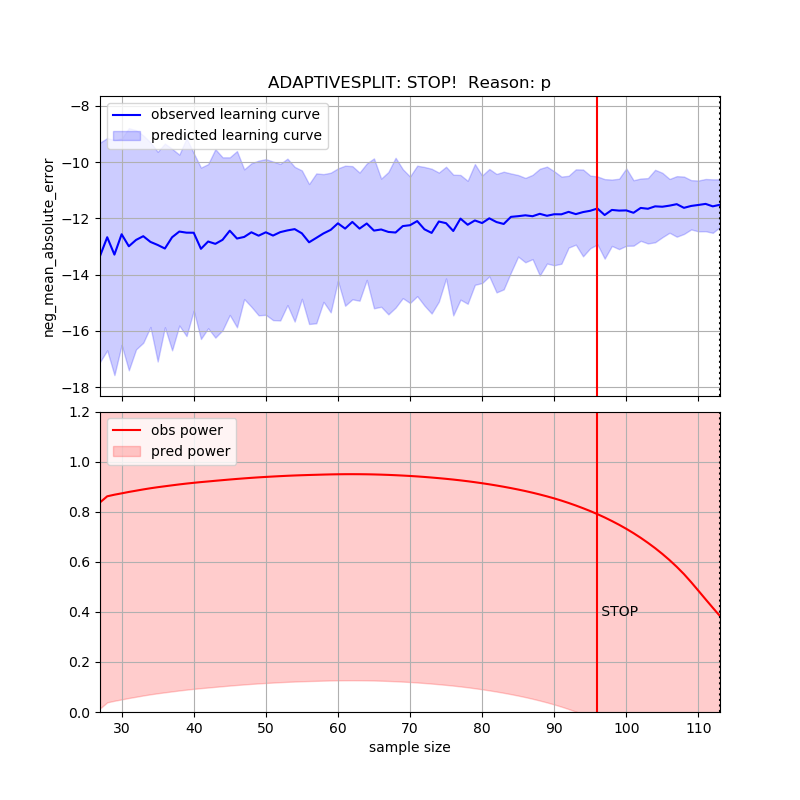 ADAPTIVESPLIT: STOP!  Reason: p
observed learning curve
predicted learning curve
neg_mean_absolute_error
−8
−10
−12
−14
−16
−18
obs power
pred power
1.2
1.0
0.8
0.6
0.4
0.2
0.0
STOP
30 40 50 60 70 80 90 100 110
sample size